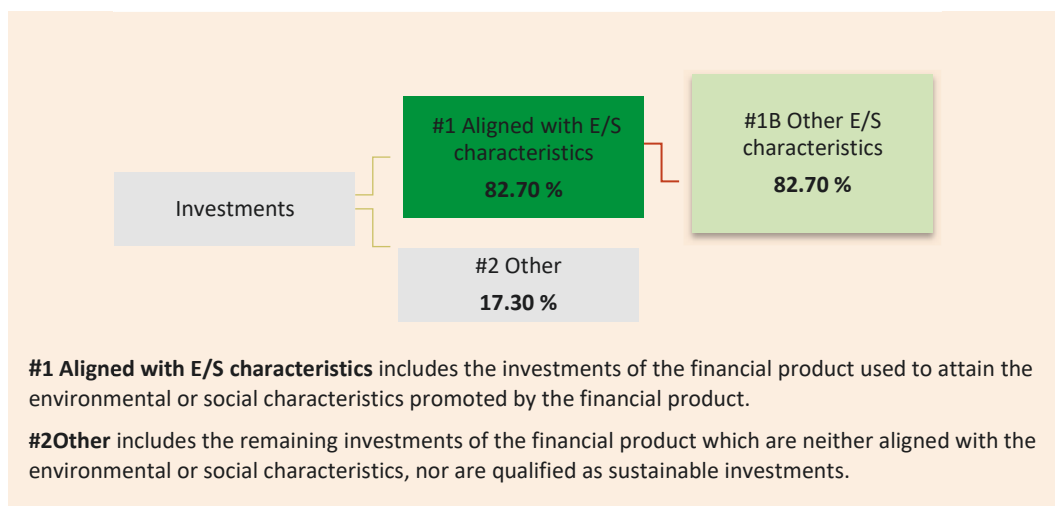 Investments
#1 Aligned with E/S
characteristics
82.70 %
#1B Other E/S
characteristics
82.70 %
#2 Other
17.30 %
#1 Aligned with E/S characteristics includes the investments of the financial product used to attain the
environmental or social characteristics promoted by the financial product.
#2Other includes the remaining investments of the financial product which are neither aligned with the
environmental or social characteristics, nor are qualified as sustainable investments.